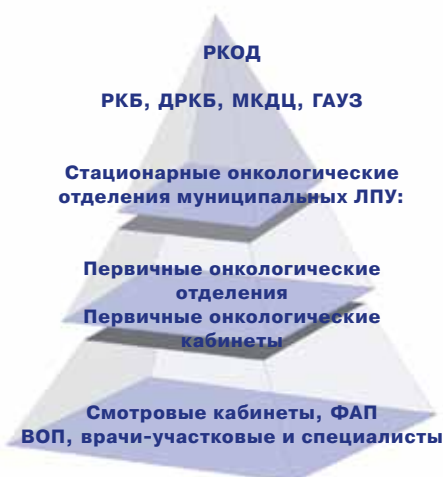 РКОД
РКБ, ДРКБ, МКДЦ, ГАУЗ
Стационарные онкологические
отделения муниципальных ЛПУ:
Первичные онкологические
отделения
Первичные онкологические
кабинеты
Смотровые кабинеты, ФАП
ВОП, врачи-участковые и специалисты